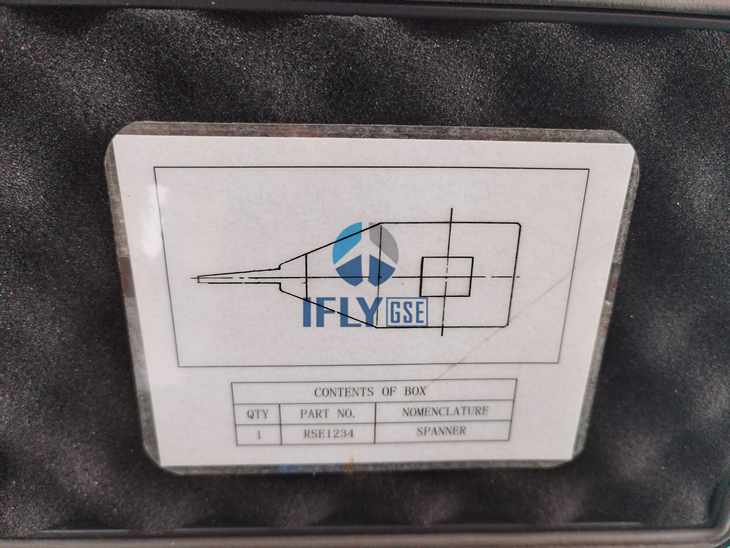 IFLY GSE
CONTENTS OF BOX
QTY PART NO. NOMENCLATURE
1 RSE1234 SPANNER